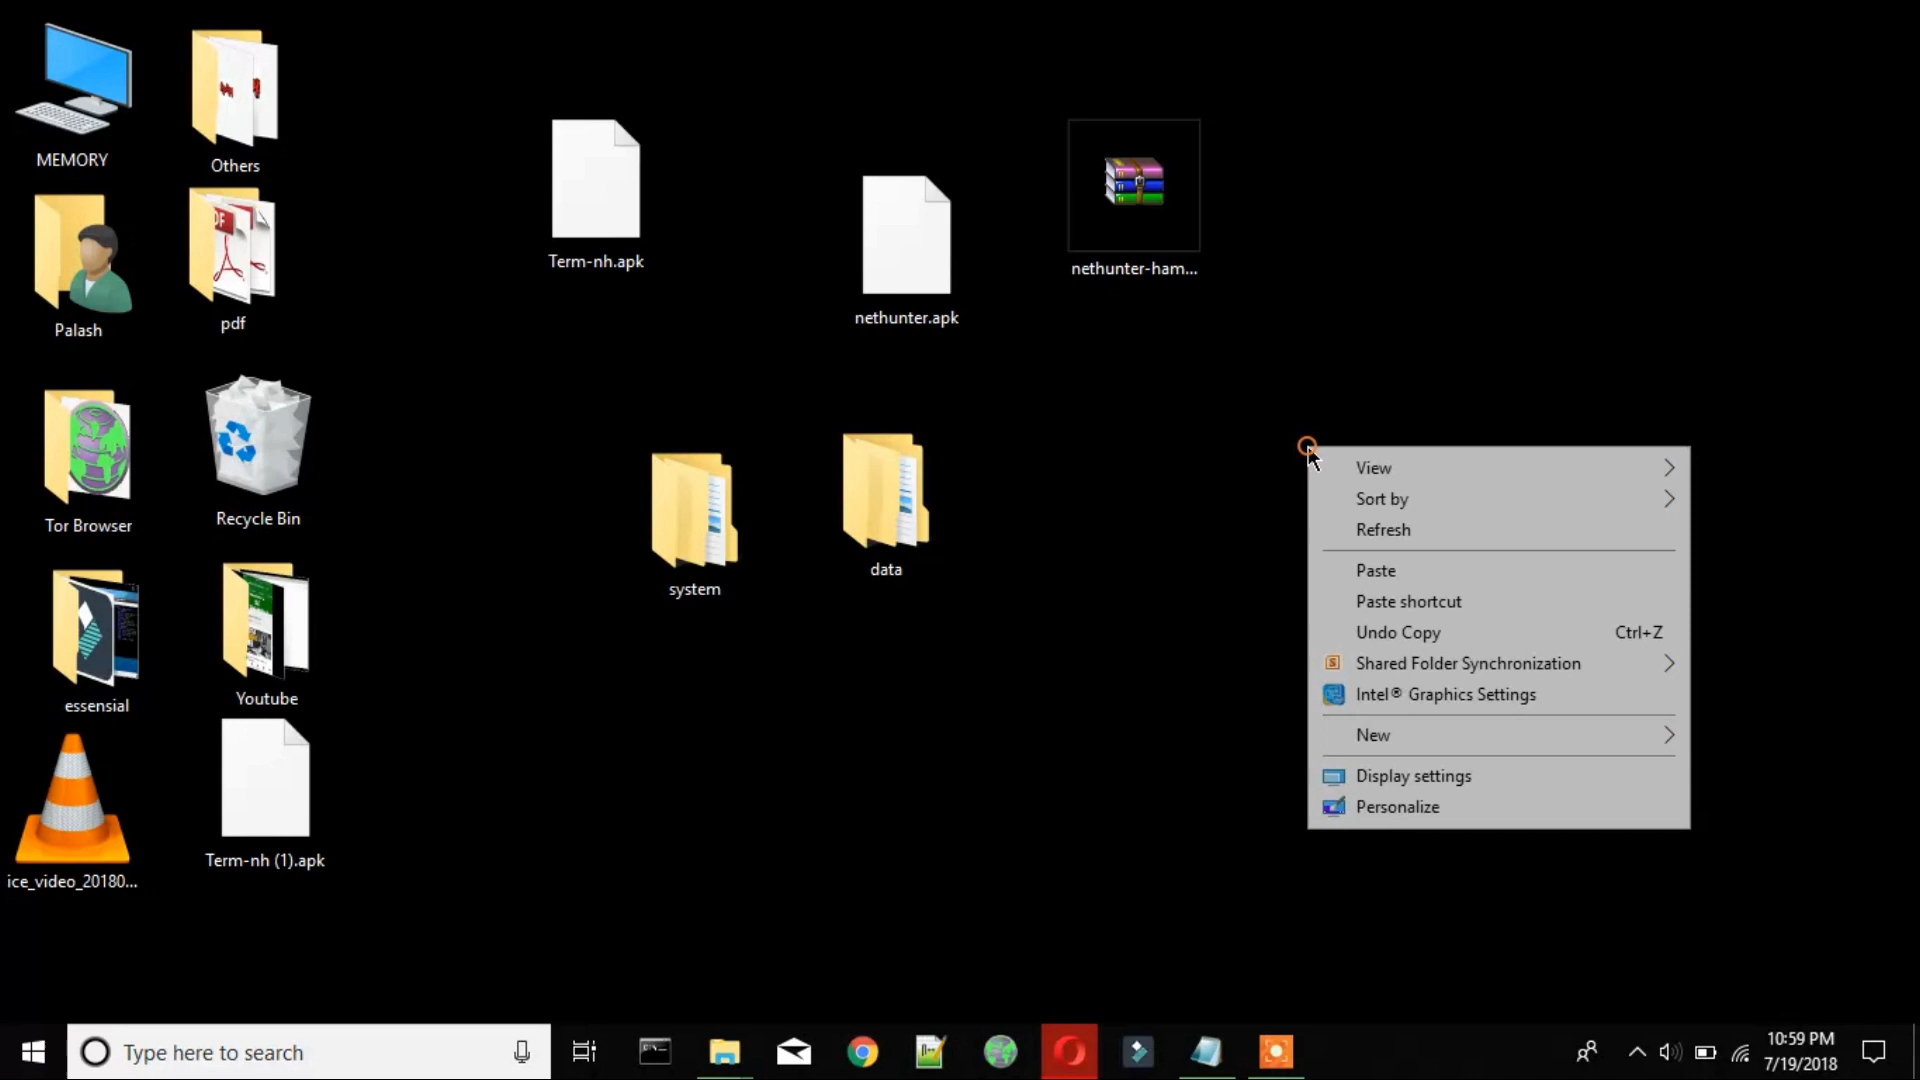 MEMORY
Others
Term-nh.apk
nethunter.apk
nethunter-ham...
Palash
pdf
Tor Browser
Recycle Bin
system
data
essensial
Youtube
ice_video_20180...
Term-nh (1).apk
View
Sort by
Refresh
Paste
Paste shortcut
Undo Copy Ctrl+Z
Shared Folder Synchronization
Intel® Graphics Settings
New
Display settings
Personalize
Type here to search
10:59 PM
7/19/2018